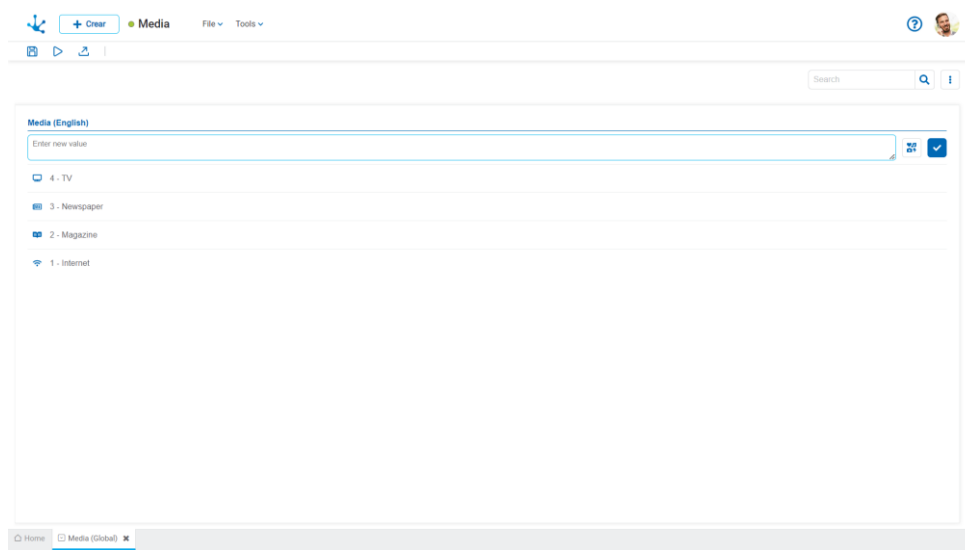 Crear
Media
File
Tools
Search
Media (English)
Enter new value
4 - TV
3 - Newspaper
2 - Magazine
1 - Internet
Home
Media (Global)